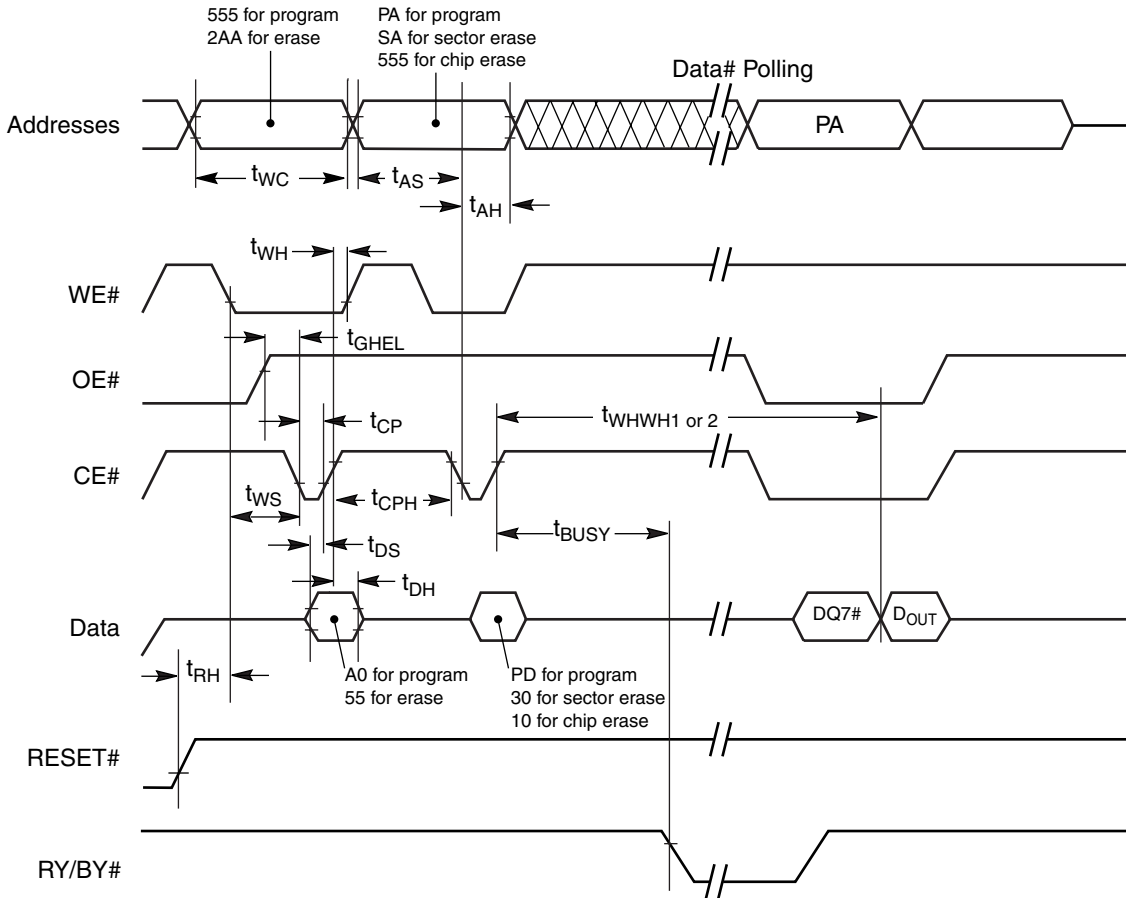 555 for program
2AA for erase
PA for program
SA for sector erase
555 for chip erase
Data# Polling
Addresses
PA
tWC
tAS
tAH
tWH
WE#
tGHEL
OE#
tWHWH1 or 2
tCP
CE#
tWS
tCPH
tBUSY
tDS
tDH
Data
DQ7#
DOUT
tRH
A0 for program
55 for erase
PD for program
30 for sector erase
10 for chip erase
RESET#
RY/BY#